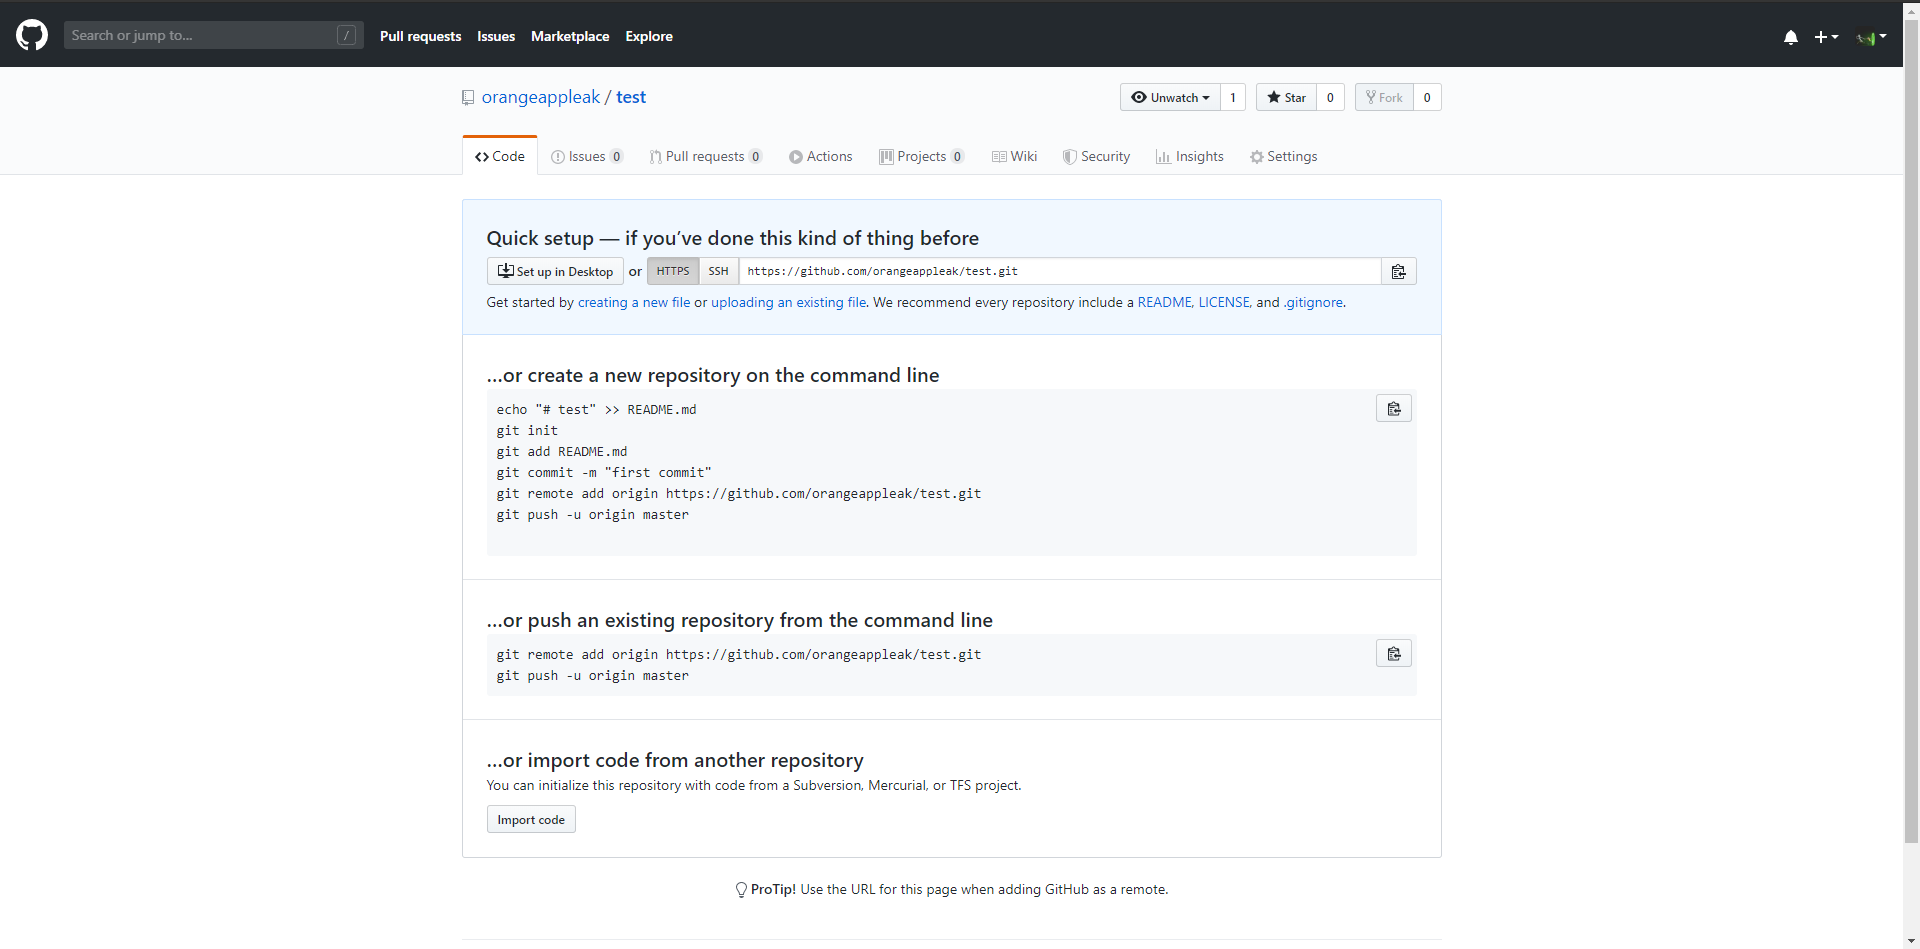 Search or jump to... / Pull requests Issues Marketplace Explore
orangeappleak / test Unwatch 1 Star 0 Fork 0
Code Issues 0 Pull requests 0 Actions Projects 0 Wiki Security Insights Settings
Quick setup — if you’ve done this kind of thing before
Set up in Desktop or HTTPS SSH https://github.com/orangeappleak/test.git
Get started by creating a new file or uploading an existing file. We recommend every repository include a README, LICENSE, and .gitignore.
…or create a new repository on the command line
echo "# test" >> README.md
git init
git add README.md
git commit -m "first commit"
git remote add origin https://github.com/orangeappleak/test.git
git push -u origin master
…or push an existing repository from the command line
git remote add origin https://github.com/orangeappleak/test.git
git push -u origin master
…or import code from another repository
You can initialize this repository with code from a Subversion, Mercurial, or TFS project.
Import code
ProTip! Use the URL for this page when adding GitHub as a remote.